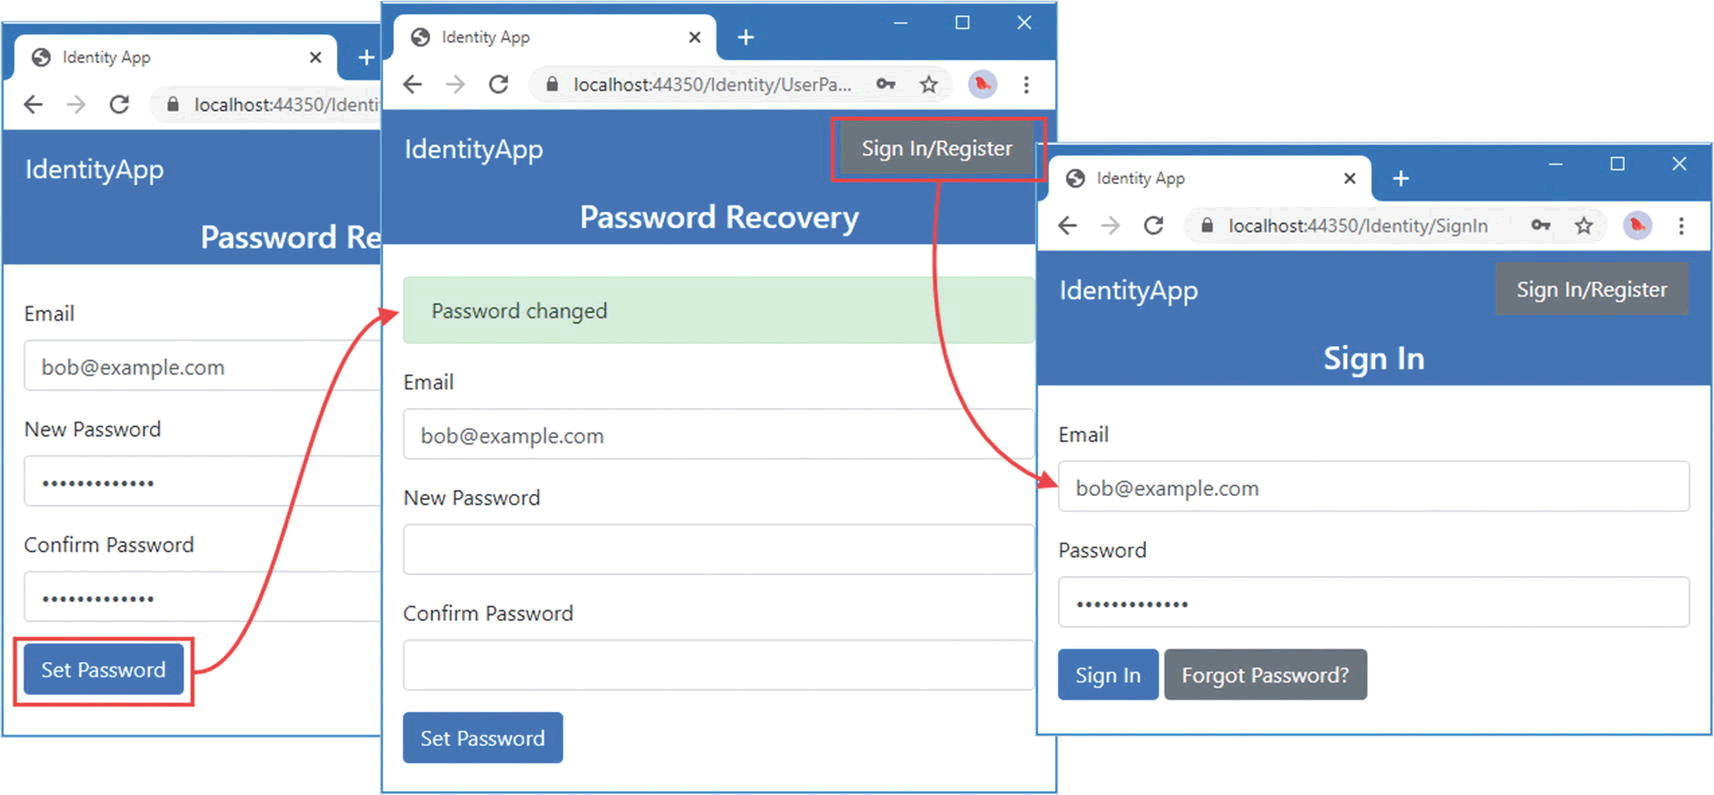 Identity App
localhost:44350/Identi
IdentityApp
Password Re
Email
bob@example.com
New Password
•••••••••••••
Confirm Password
•••••••••••••
Set Password
Identity App
localhost:44350/Identity/UserPa...
IdentityApp
Sign In/Register
Password Recovery
Password changed
Email
bob@example.com
New Password
Confirm Password
Set Password
Identity App
localhost:44350/Identity/SignIn
IdentityApp
Sign In/Register
Sign In
Email
bob@example.com
Password
•••••••••••••
Sign In
Forgot Password?